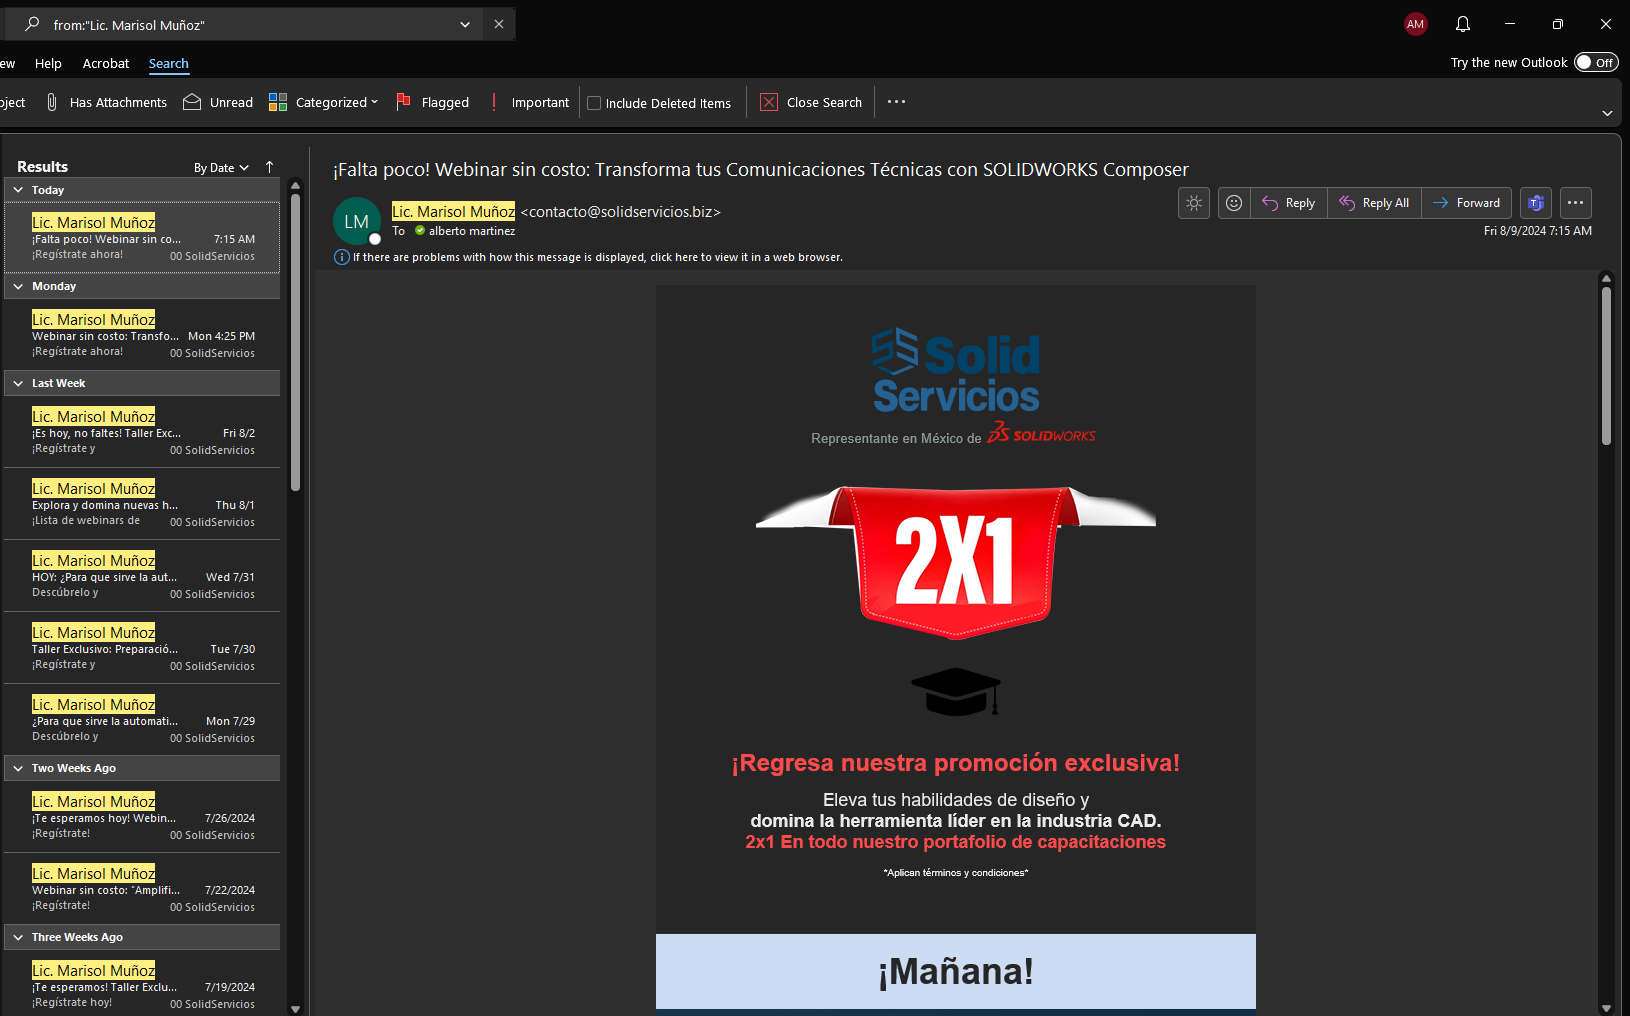 from:"Lic. Marisol Muñoz"
AM
ew Help Acrobat Search
Try the new Outlook Off
oject Has Attachments Unread Categorized Flagged Important Include Deleted Items Close Search
Results By Date
Today
Lic. Marisol Muñoz
¡Falta poco! Webinar sin co... 7:15 AM
¡Regístrate ahora! 00 SolidServicios
Monday
Lic. Marisol Muñoz
Webinar sin costo: Transfo... Mon 4:25 PM
¡Regístrate ahora! 00 SolidServicios
Last Week
Lic. Marisol Muñoz
¡Es hoy, no faltes! Taller Exc... Fri 8/2
¡Regístrate y 00 SolidServicios
Lic. Marisol Muñoz
Explora y domina nuevas h... Thu 8/1
¡Lista de webinars de 00 SolidServicios
Lic. Marisol Muñoz
HOY: ¿Para que sirve la aut... Wed 7/31
Descúbrelo y 00 SolidServicios
Lic. Marisol Muñoz
Taller Exclusivo: Preparació... Tue 7/30
¡Regístrate y 00 SolidServicios
Lic. Marisol Muñoz
¿Para que sirve la automati... Mon 7/29
Descúbrelo y 00 SolidServicios
Two Weeks Ago
Lic. Marisol Muñoz
¡Te esperamos hoy! Webin... 7/26/2024
¡Regístrate! 00 SolidServicios
Lic. Marisol Muñoz
Webinar sin costo: "Amplifi... 7/22/2024
¡Regístrate! 00 SolidServicios
Three Weeks Ago
Lic. Marisol Muñoz
¡Te esperamos! Taller Exclu... 7/19/2024
¡Regístrate hoy! 00 SolidServicios
¡Falta poco! Webinar sin costo: Transforma tus Comunicaciones Técnicas con SOLIDWORKS Composer
LM
Lic. Marisol Muñoz <contacto@solidservicios.biz>
To alberto martinez
Reply Reply All Forward
Fri 8/9/2024 7:15 AM
If there are problems with how this message is displayed, click here to view it in a web browser.
Solid
Servicios
Representante en México de SOLIDWORKS
2X1
¡Regresa nuestra promoción exclusiva!
Eleva tus habilidades de diseño y
domina la herramienta líder en la industria CAD.
2x1 En todo nuestro portafolio de capacitaciones
*Aplican términos y condiciones*
¡Mañana!